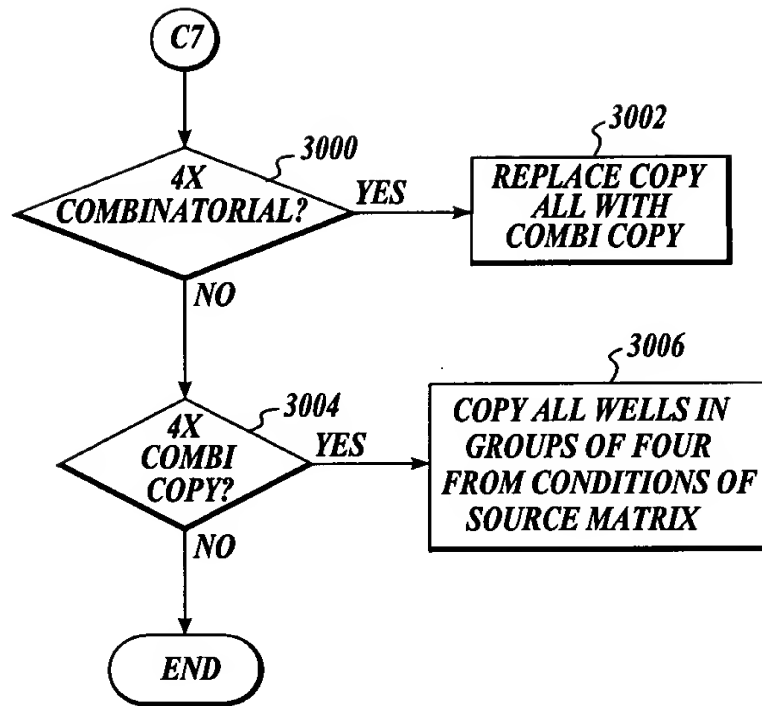 C7
3000
4X
COMBINATORIAL?
YES
3002
REPLACE COPY
ALL WITH
COMBI COPY
NO
3004
4X
COMBI
COPY?
YES
3006
COPY ALL WELLS IN
GROUPS OF FOUR
FROM CONDITIONS OF
SOURCE MATRIX
NO
END